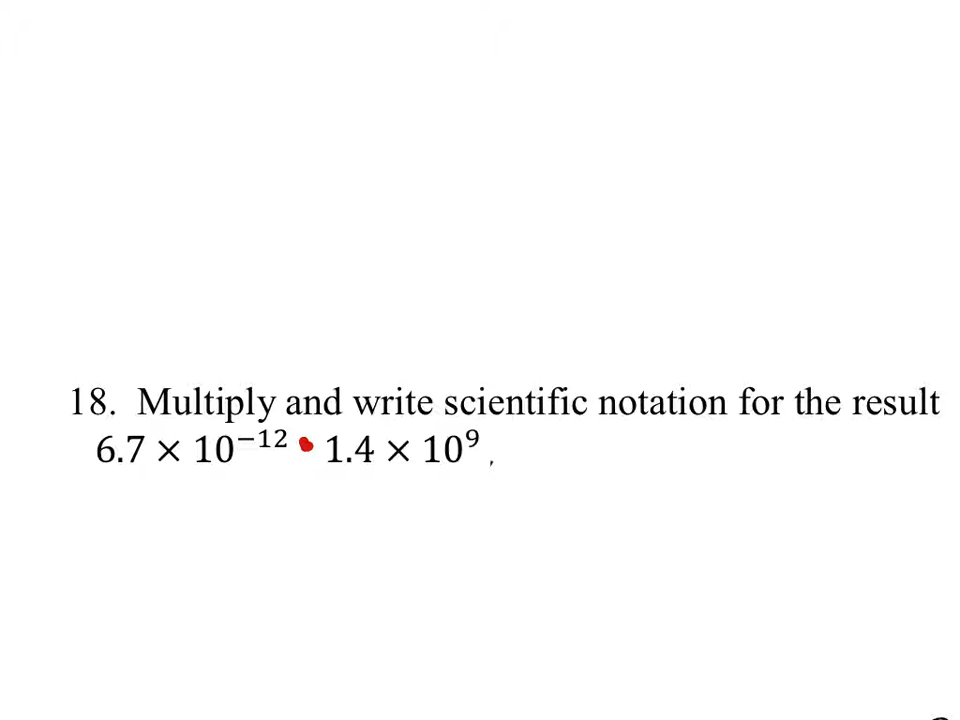 18. Multiply and write scientific notation for the result
6.7 × 10⁻¹² • 1.4 × 10⁹ ,